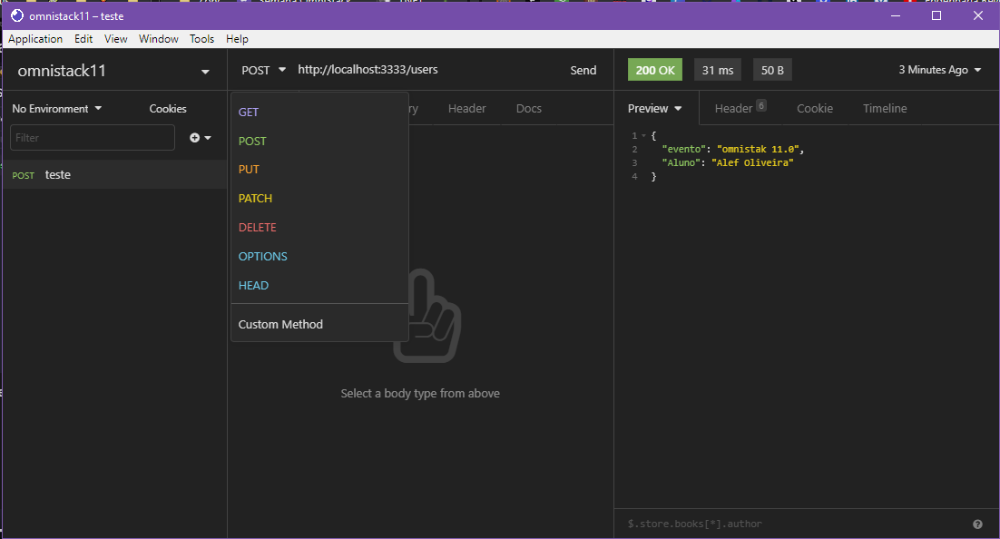 omnistack11 – teste
Application Edit View Window Tools Help
omnistack11
No Environment Cookies
Filter
POST teste
POST http://localhost:3333/users Send
GET
POST
PUT
PATCH
DELETE
OPTIONS
HEAD
Custom Method
ry Header Docs
Select a body type from above
200 OK 31 ms 50 B 3 Minutes Ago
Preview Header 6 Cookie Timeline
1 {
2 "evento": "omnistak 11.0",
3 "Aluno": "Alef Oliveira"
4 }
$.store.books[*].author